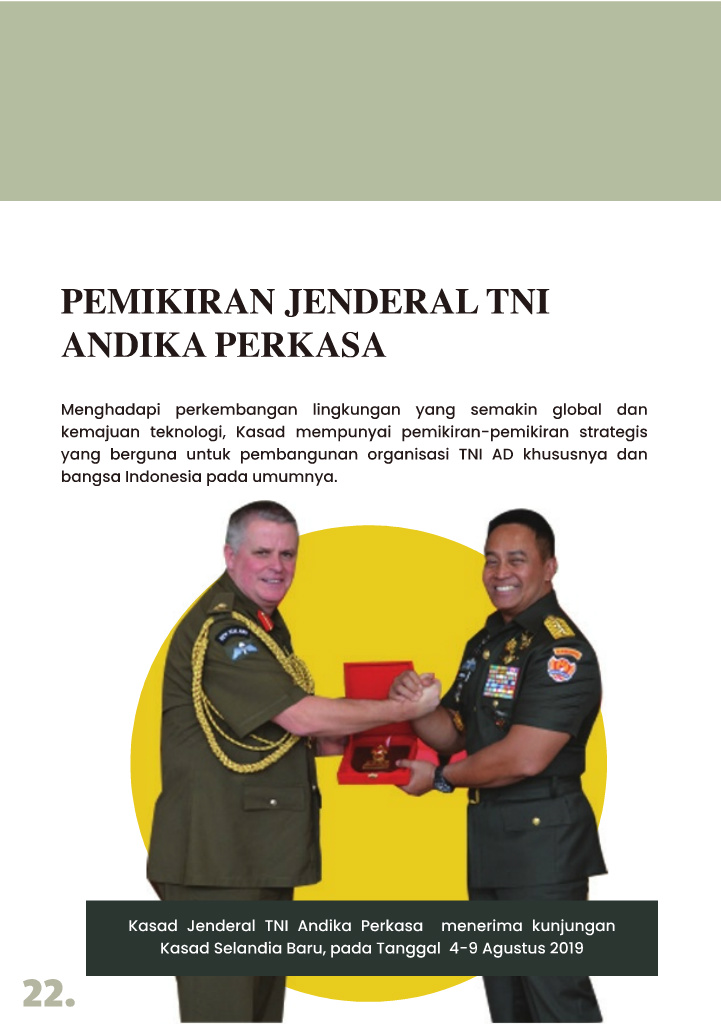 PEMIKIRAN JENDERAL TNI
ANDIKA PERKASA
Menghadapi perkembangan lingkungan yang semakin global dan
kemajuan teknologi, Kasad mempunyai pemikiran-pemikiran strategis
yang berguna untuk pembangunan organisasi TNI AD khususnya dan
bangsa Indonesia pada umumnya.
Kasad Jenderal TNI Andika Perkasa menerima kunjungan
Kasad Selandia Baru, pada Tanggal 4-9 Agustus 2019
22.